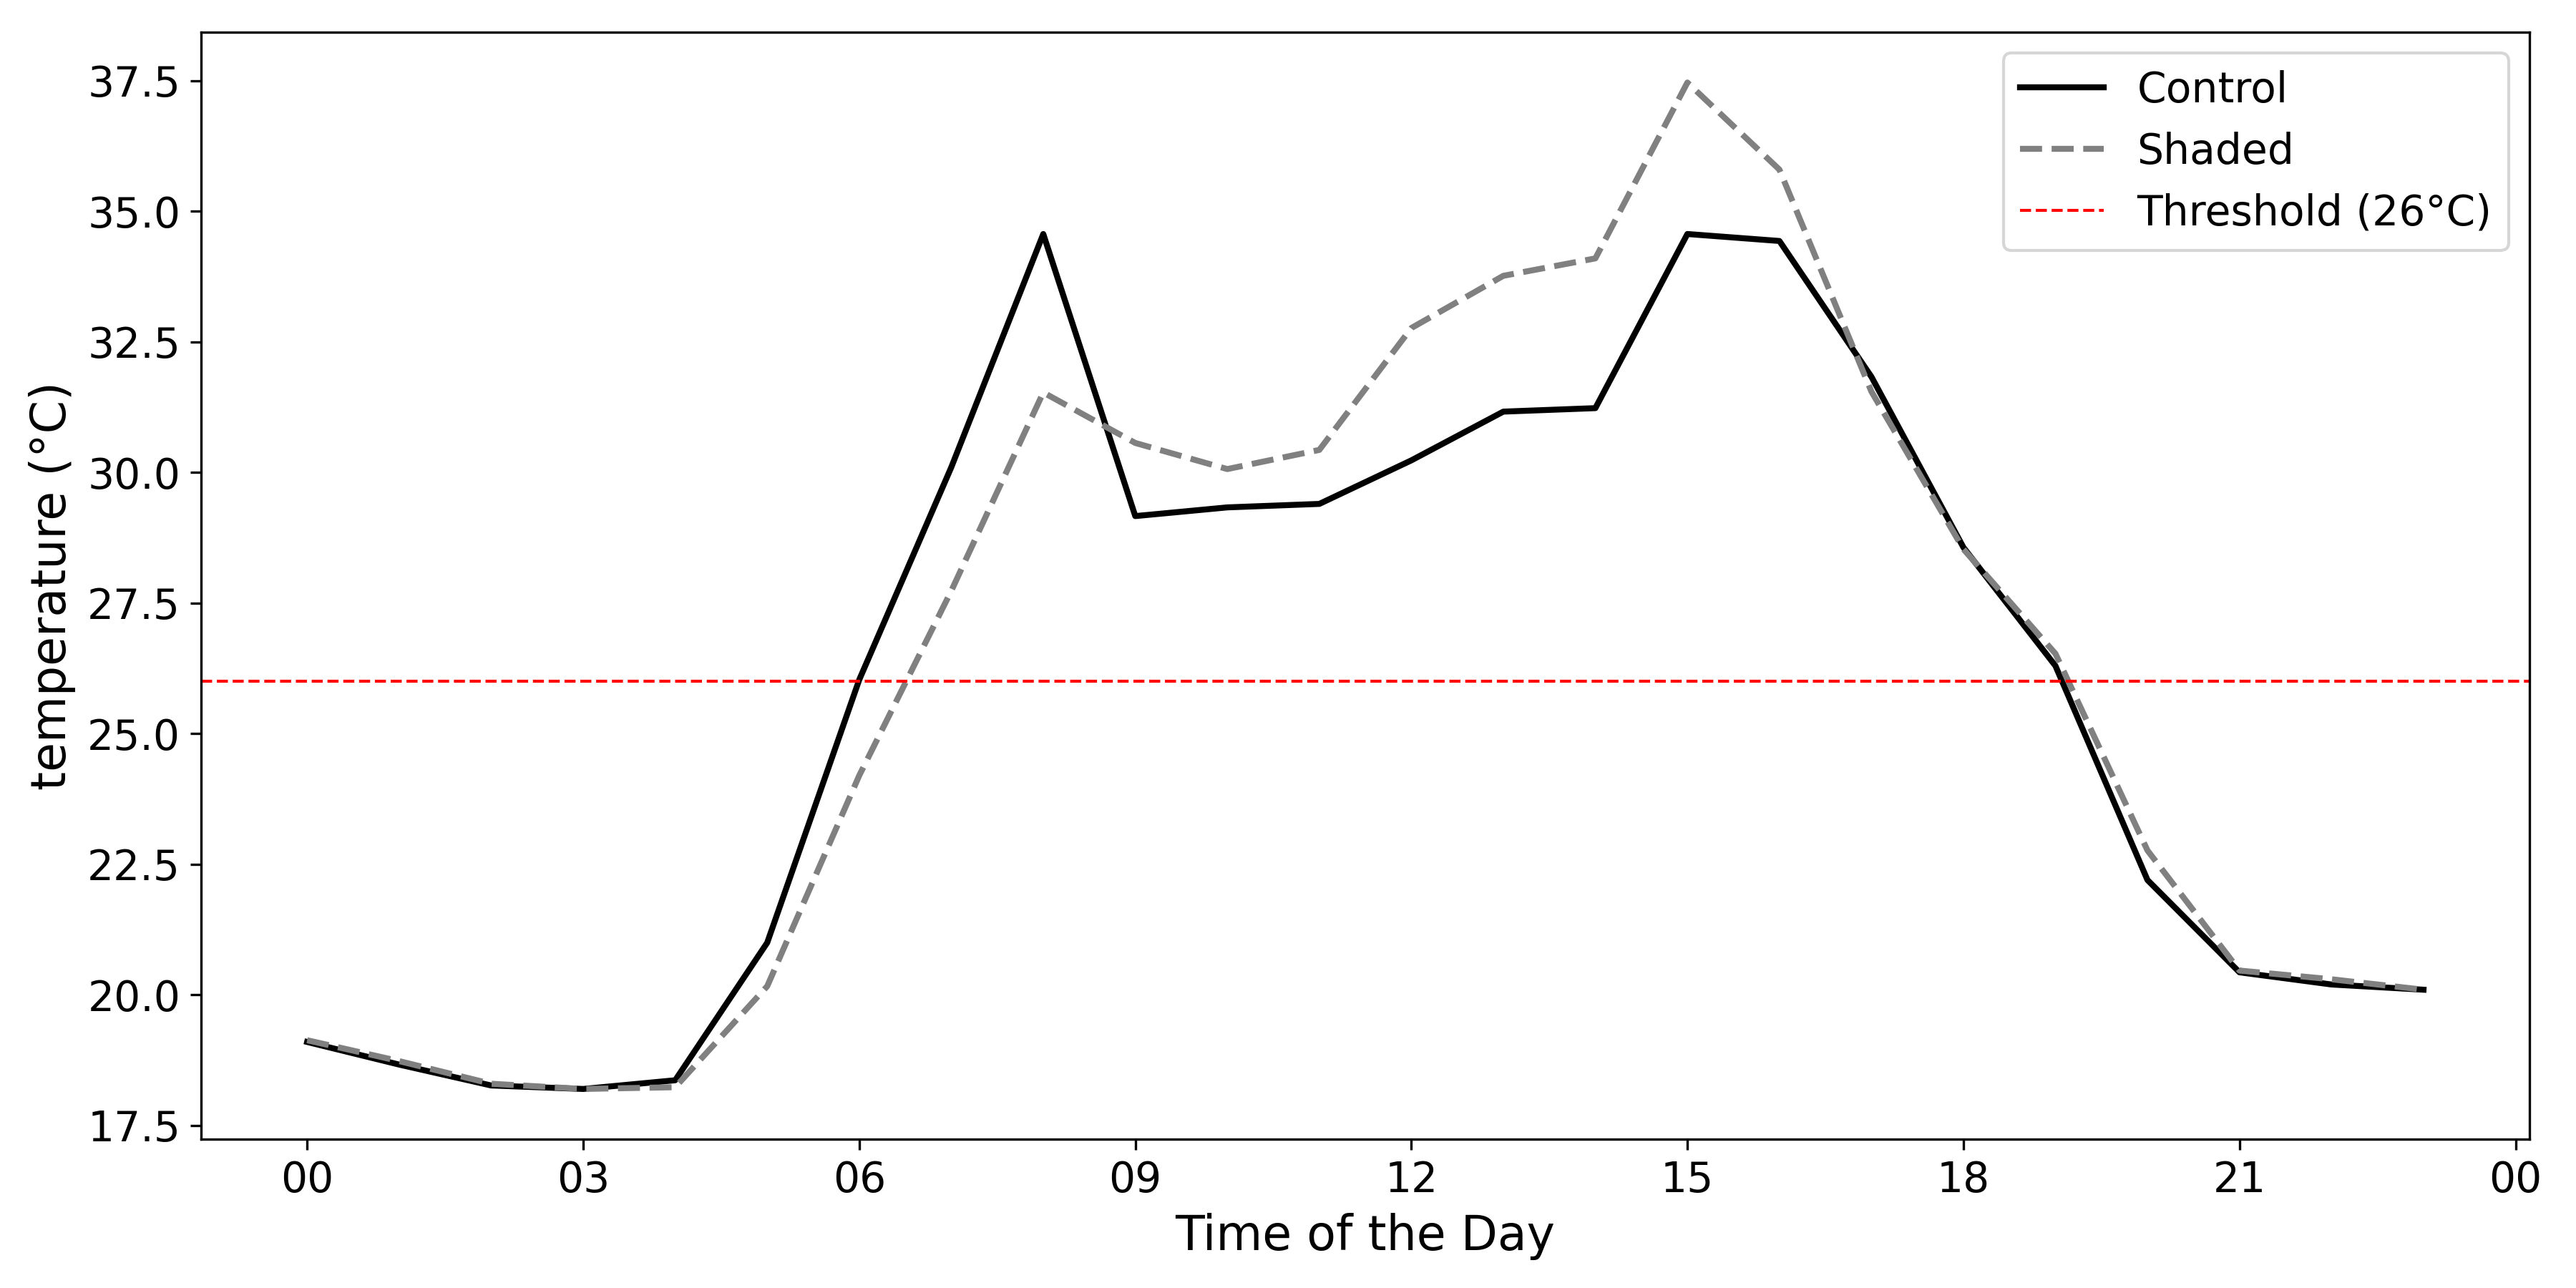 37.5
35.0
32.5
30.0
27.5
25.0
22.5
20.0
17.5
temperature (°C)
Control
Shaded
Threshold (26°C)
00 03 06 09 12 15 18 21 00
Time of the Day